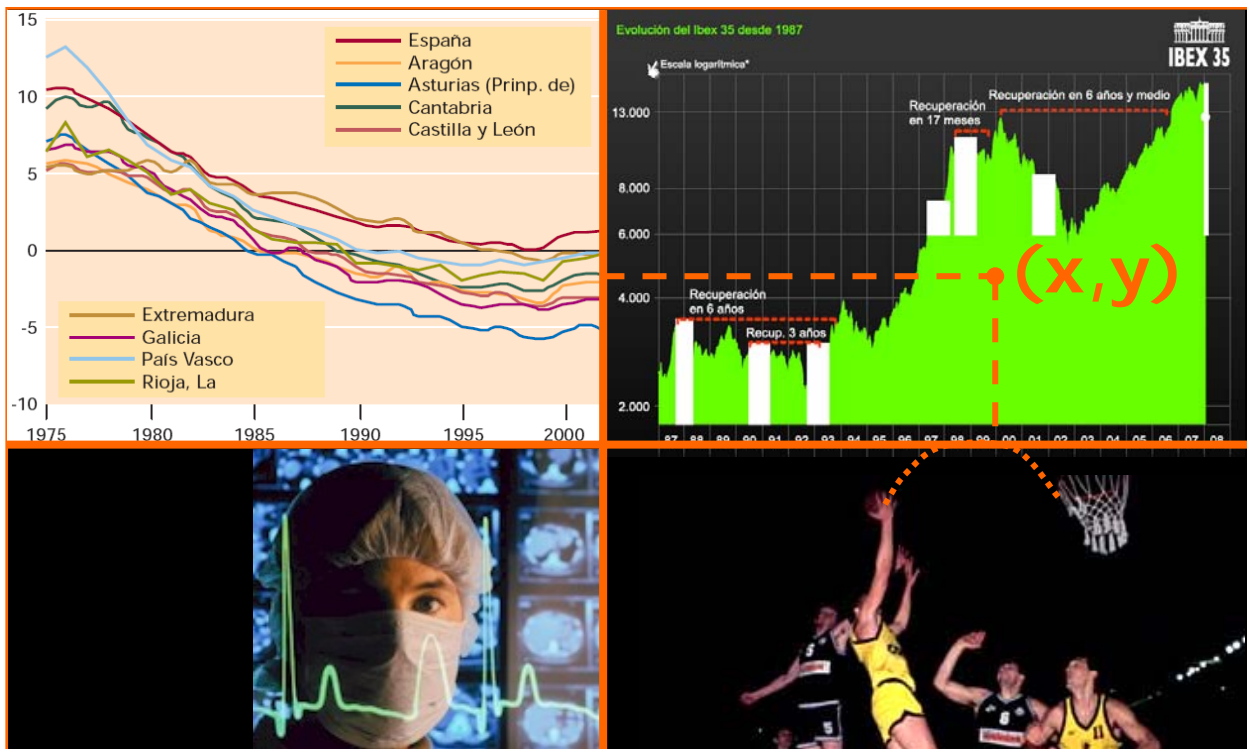 15
10
5
0
-5
-10
1975
1980
1985
1990
1995
2000
España
Aragón
Asturias (Prinp. de)
Cantabria
Castilla y León
Extremadura
Galicia
País Vasco
Rioja, La
Evolución del Ibex 35 desde 1987
IBEX 35
Escala logarítmica*
13.000
8.000
6.000
4.000
2.000
Recuperación
en 17 meses
Recuperación en 6 años y medio
(x,y)
Recuperación
en 6 años
Recup. 3 años
87 88 89 90 91 92 93 94 95 96 97 98 99 00 01 02 03 04 05 06 07 08
5
6
11